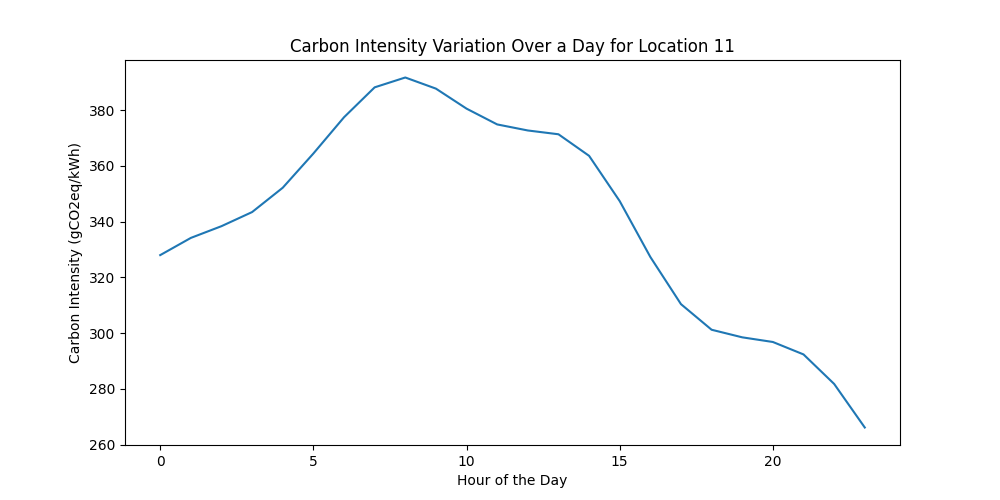 Carbon Intensity Variation Over a Day for Location 11
Carbon Intensity (gCO2eq/kWh)
380
360
340
320
300
280
260
0 5 10 15 20
Hour of the Day